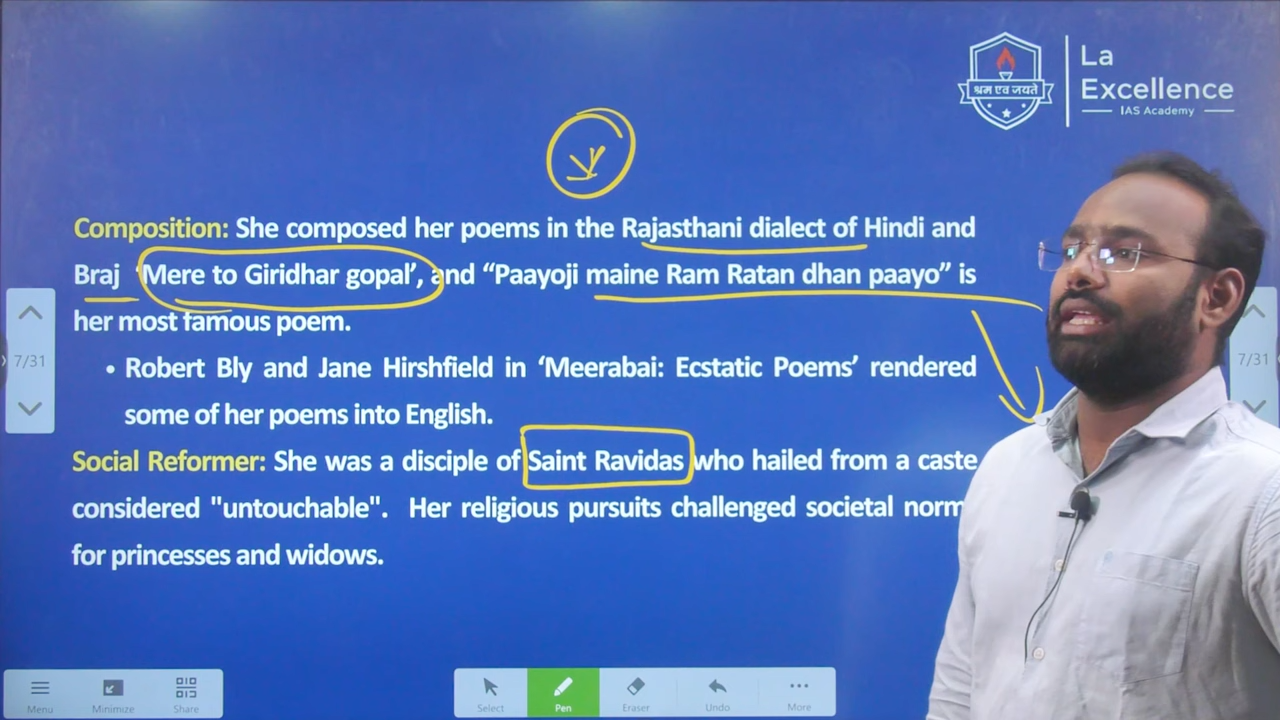 La
Excellence
श्रम एव जयते
IAS Academy
Composition: She composed her poems in the Rajasthani dialect of Hindi and
Braj 'Mere to Giridhar gopal', and “Paayoji maine Ram Ratan dhan paayo” is
her most famous poem.
• Robert Bly and Jane Hirshfield in ‘Meerabai: Ecstatic Poems’ rendered
some of her poems into English.
Social Reformer: She was a disciple of Saint Ravidas who hailed from a caste
considered "untouchable". Her religious pursuits challenged societal norm
for princesses and widows.
7/31
7/31
Menu
Minimize
Share
Select
Pen
Eraser
Undo
More